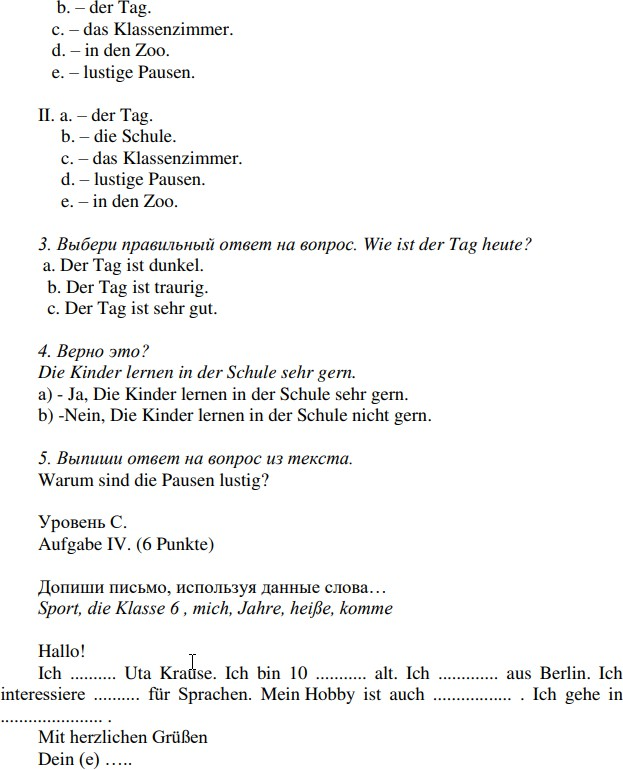 b. – der Tag.
c. – das Klassenzimmer.
d. – in den Zoo.
e. – lustige Pausen.
II. a. – der Tag.
b. – die Schule.
c. – das Klassenzimmer.
d. – lustige Pausen.
e. – in den Zoo.
3. Выбери правильный ответ на вопрос. Wie ist der Tag heute?
a. Der Tag ist dunkel.
b. Der Tag ist traurig.
c. Der Tag ist sehr gut.
4. Верно это?
Die Kinder lernen in der Schule sehr gern.
a) - Ja, Die Kinder lernen in der Schule sehr gern.
b) -Nein, Die Kinder lernen in der Schule nicht gern.
5. Выпиши ответ на вопрос из текста.
Warum sind die Pausen lustig?
Уровень С.
Aufgabe IV. (6 Punkte)
Допиши письмо, используя данные слова…
Sport, die Klasse 6 , mich, Jahre, heiße, komme
Hallo!
Ich .......... Uta Krause. Ich bin 10 ........... alt. Ich ............. aus Berlin. Ich
interessiere .......... für Sprachen. Mein Hobby ist auch ................. . Ich gehe in
...................... .
Mit herzlichen Grüßen
Dein (e) …..